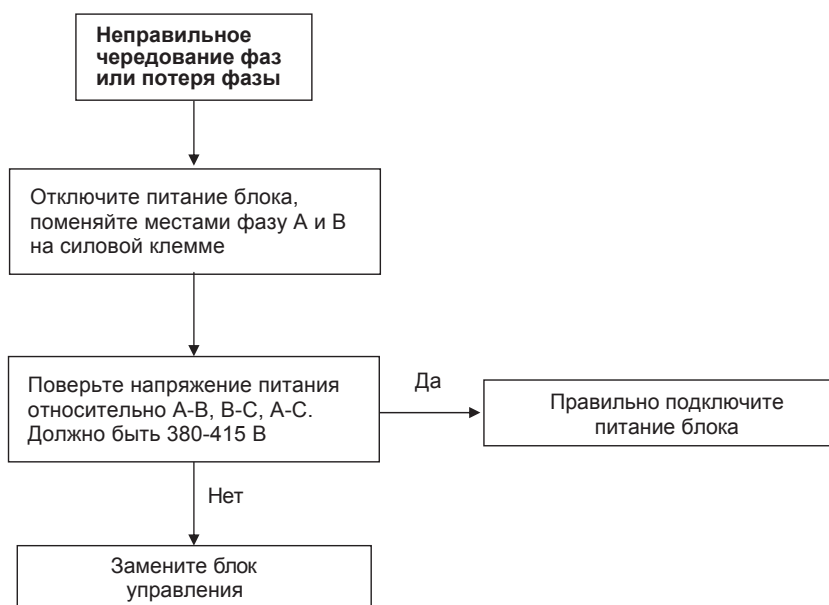 Неправильное
чередование фаз
или потеря фазы
Отключите питание блока,
поменяйте местами фазу А и В
на силовой клемме
Поверьте напряжение питания
относительно А-В, В-С, А-С.
Должно быть 380-415 В
Да
Правильно подключите
питание блока
Нет
Замените блок
управления